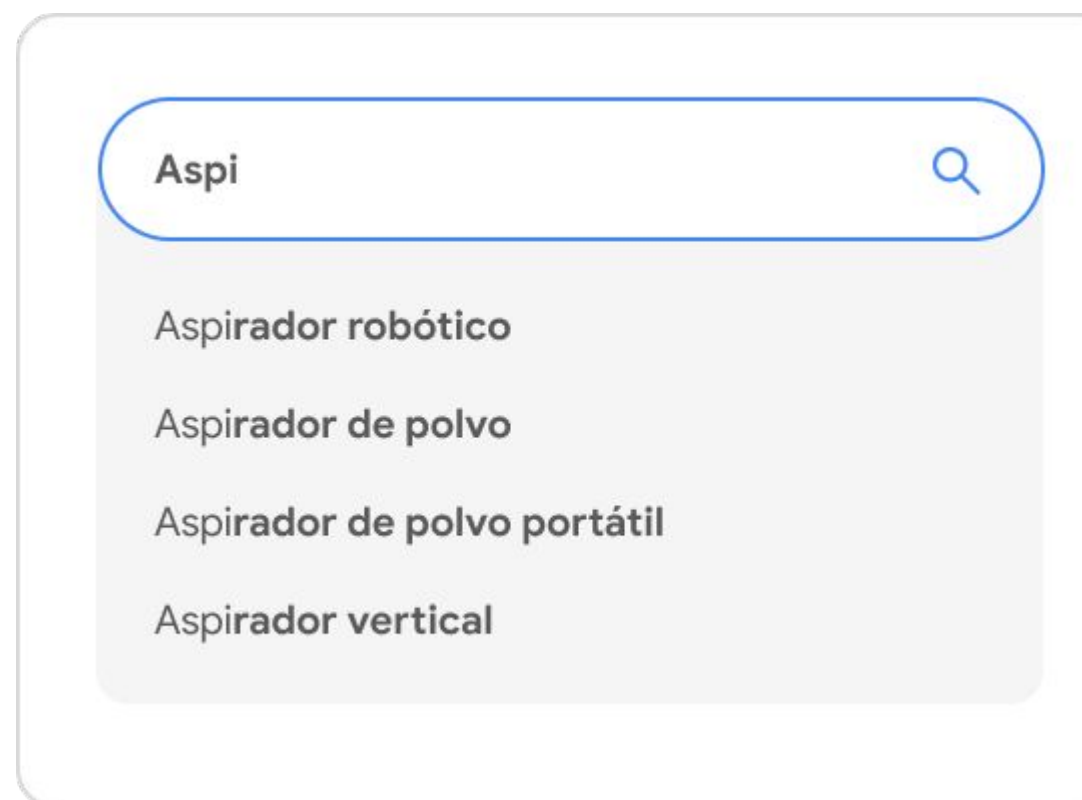 Aspi
Aspirador robótico
Aspirador de polvo
Aspirador de polvo portátil
Aspirador vertical